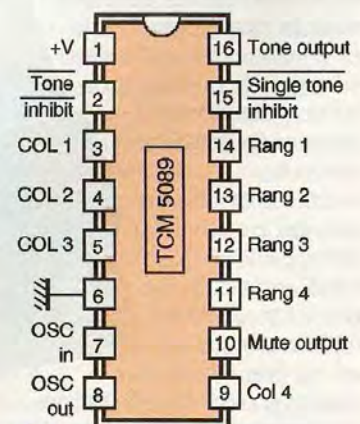 +V 1
16 Tone output
Tone
inhibit
2
15
Single tone
inhibit
COL 1 3
14 Rang 1
COL 2 4
13 Rang 2
COL 3 5
12 Rang 3
6
11 Rang 4
OSC
in
7
10 Mute output
OSC
out
8
9 Col 4
TCM 5089